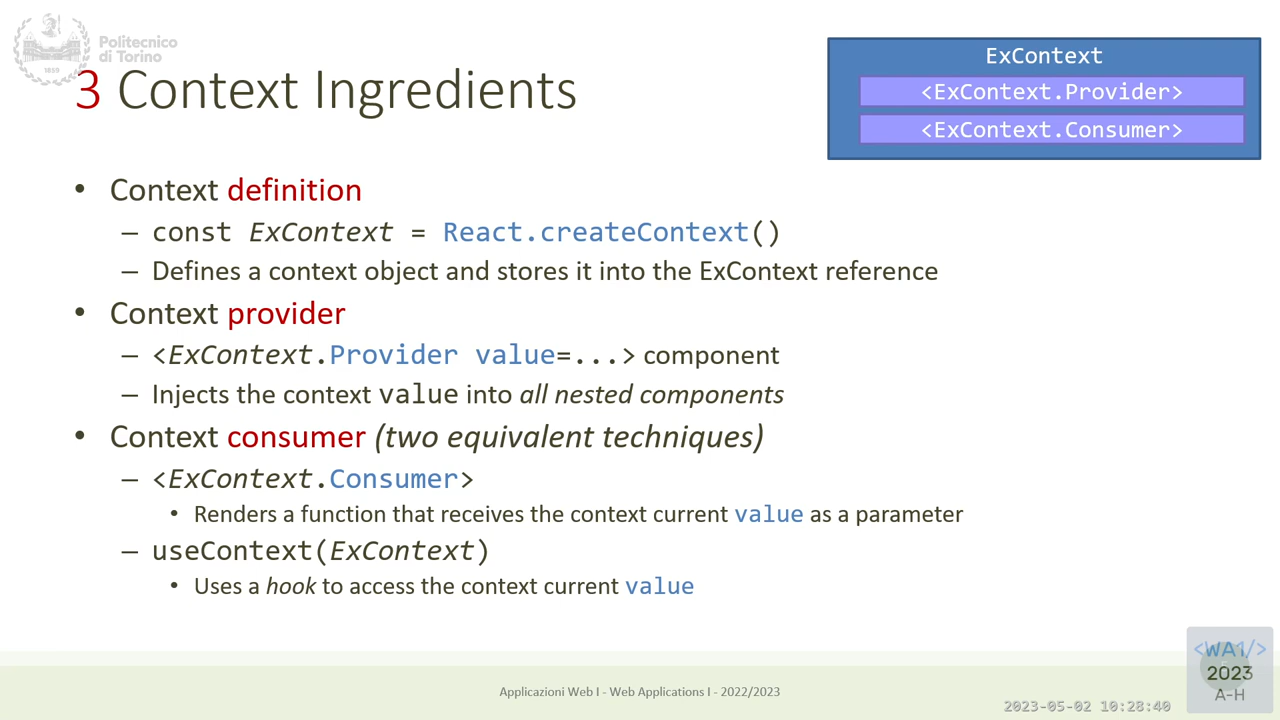 Politecnico
di Torino
1859
3 Context Ingredients
ExContext
<ExContext.Provider>
<ExContext.Consumer>
• Context definition
– const ExContext = React.createContext()
– Defines a context object and stores it into the ExContext reference
• Context provider
– <ExContext.Provider value=...> component
– Injects the context value into all nested components
• Context consumer (two equivalent techniques)
– <ExContext.Consumer>
• Renders a function that receives the context current value as a parameter
– useContext(ExContext)
• Uses a hook to access the context current value
Applicazioni Web I - Web Applications I - 2022/2023
2023-05-02 10:28:40
<WA1/>
2023
A-H